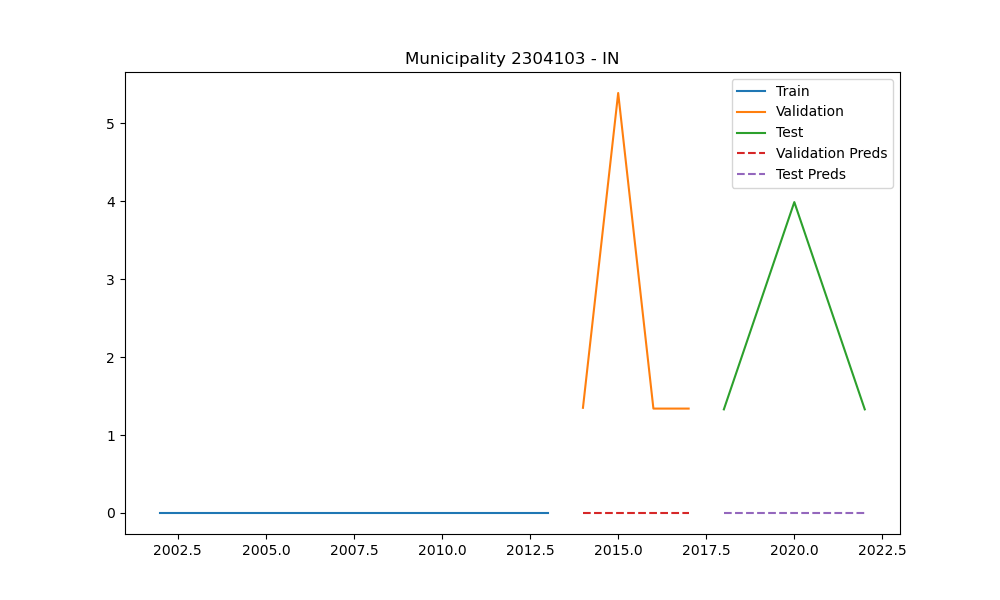 Municipality 2304103 - IN
Train
Validation
Test
Validation Preds
Test Preds
5
4
3
2
1
0
2002.5 2005.0 2007.5 2010.0 2012.5 2015.0 2017.5 2020.0 2022.5